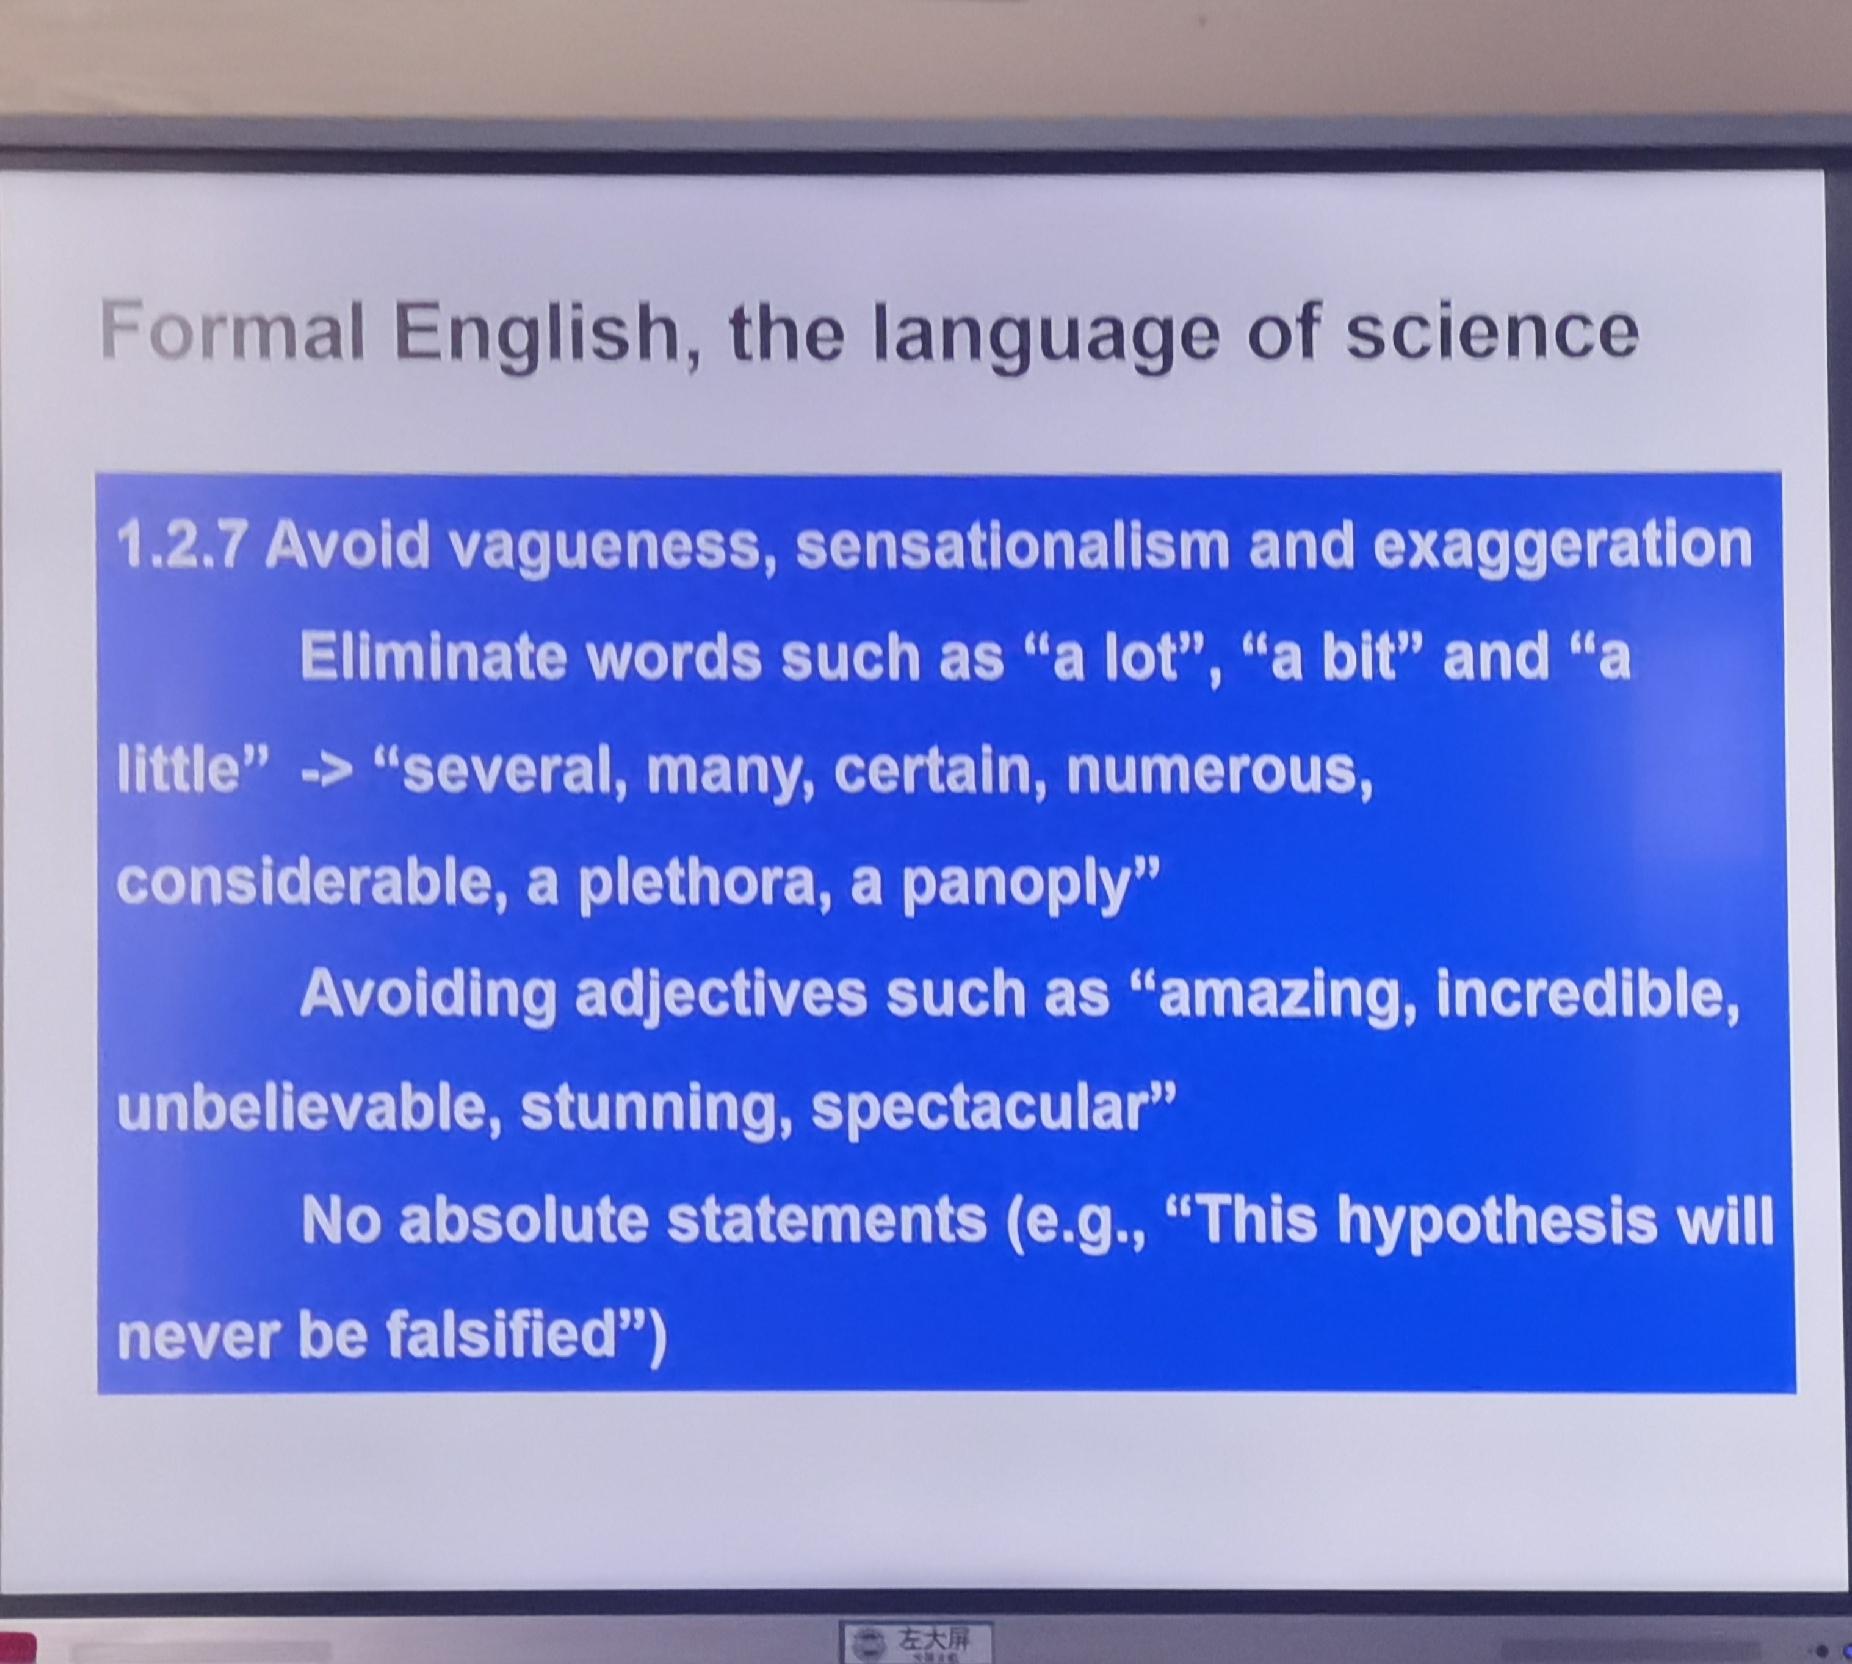 Formal English, the language of science
1.2.7 Avoid vagueness, sensationalism and exaggeration
Eliminate words such as “a lot”, “a bit” and “a
little” -> “several, many, certain, numerous,
considerable, a plethora, a panoply”
Avoiding adjectives such as “amazing, incredible,
unbelievable, stunning, spectacular”
No absolute statements (e.g., “This hypothesis will
never be falsified”)
左大屏